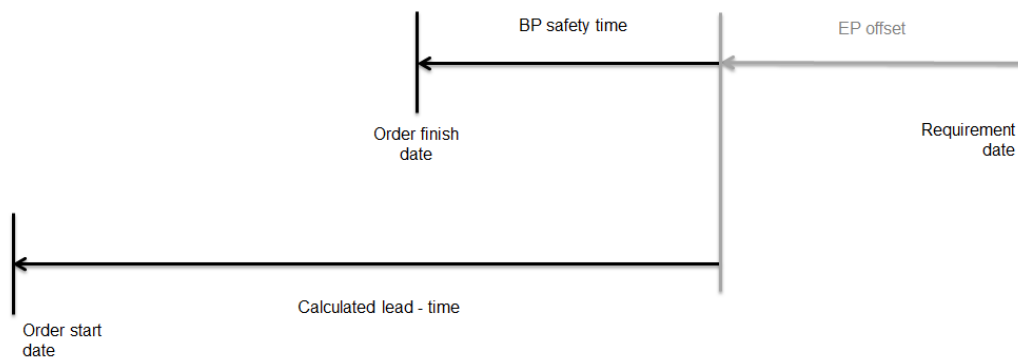 BP safety time
EP offset
Order finish
date
Requirement
date
Calculated lead - time
Order start
date